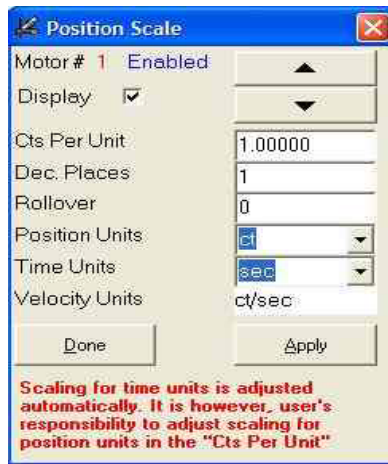 Position Scale
Motor # 1 Enabled
Display
Cts Per Unit 1.00000
Dec. Places 1
Rollover 0
Position Units ct
Time Units sec
Velocity Units ct/sec
Done Apply
Scaling for time units is adjusted
automatically. It is however, user's
responsibility to adjust scaling for
position units in the "Cts Per Unit"